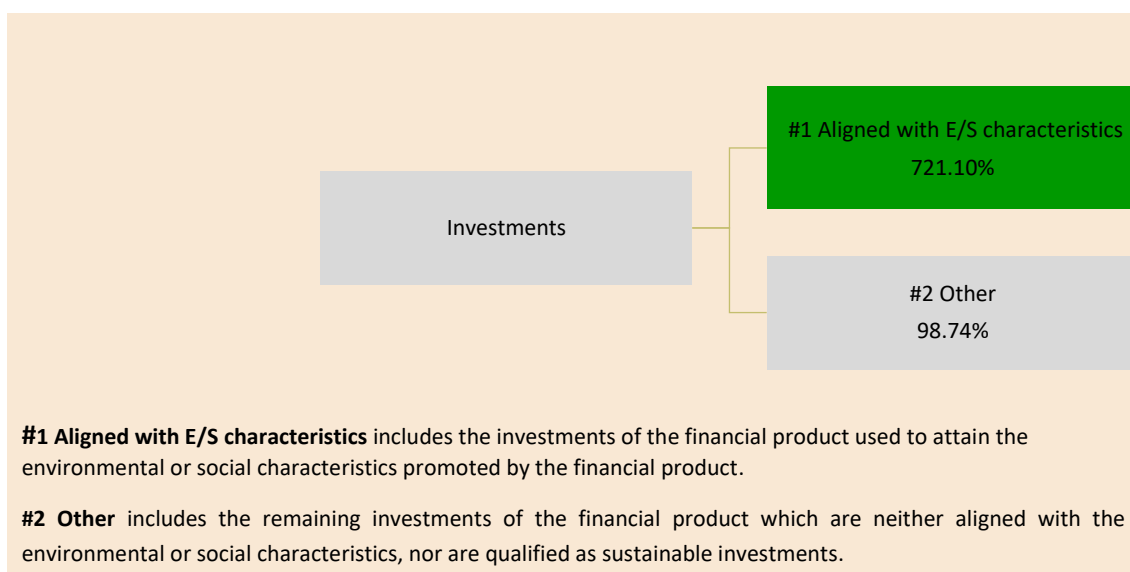 #1 Aligned with E/S characteristics
721.10%
Investments
#2 Other
98.74%
#1 Aligned with E/S characteristics includes the investments of the financial product used to attain the
environmental or social characteristics promoted by the financial product.
#2 Other includes the remaining investments of the financial product which are neither aligned with the
environmental or social characteristics, nor are qualified as sustainable investments.